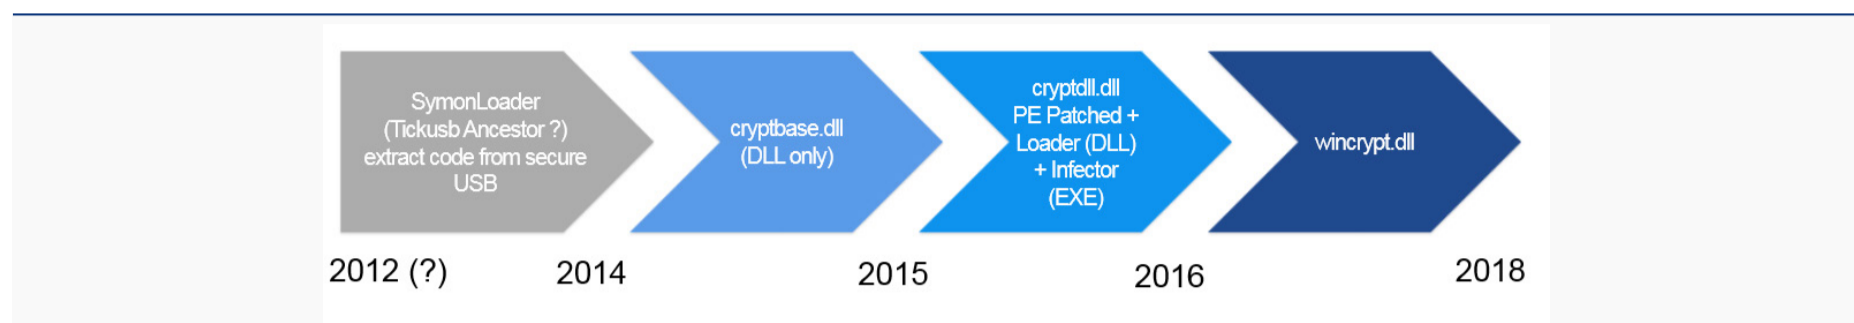 SymonLoader
(Tickusb Ancestor ?)
extract code from secure
USB
cryptbase.dll
(DLL only)
cryptdll.dll
PE Patched +
Loader (DLL)
+ Infector
(EXE)
wincrypt.dll
2012 (?)
2014
2015
2016
2018